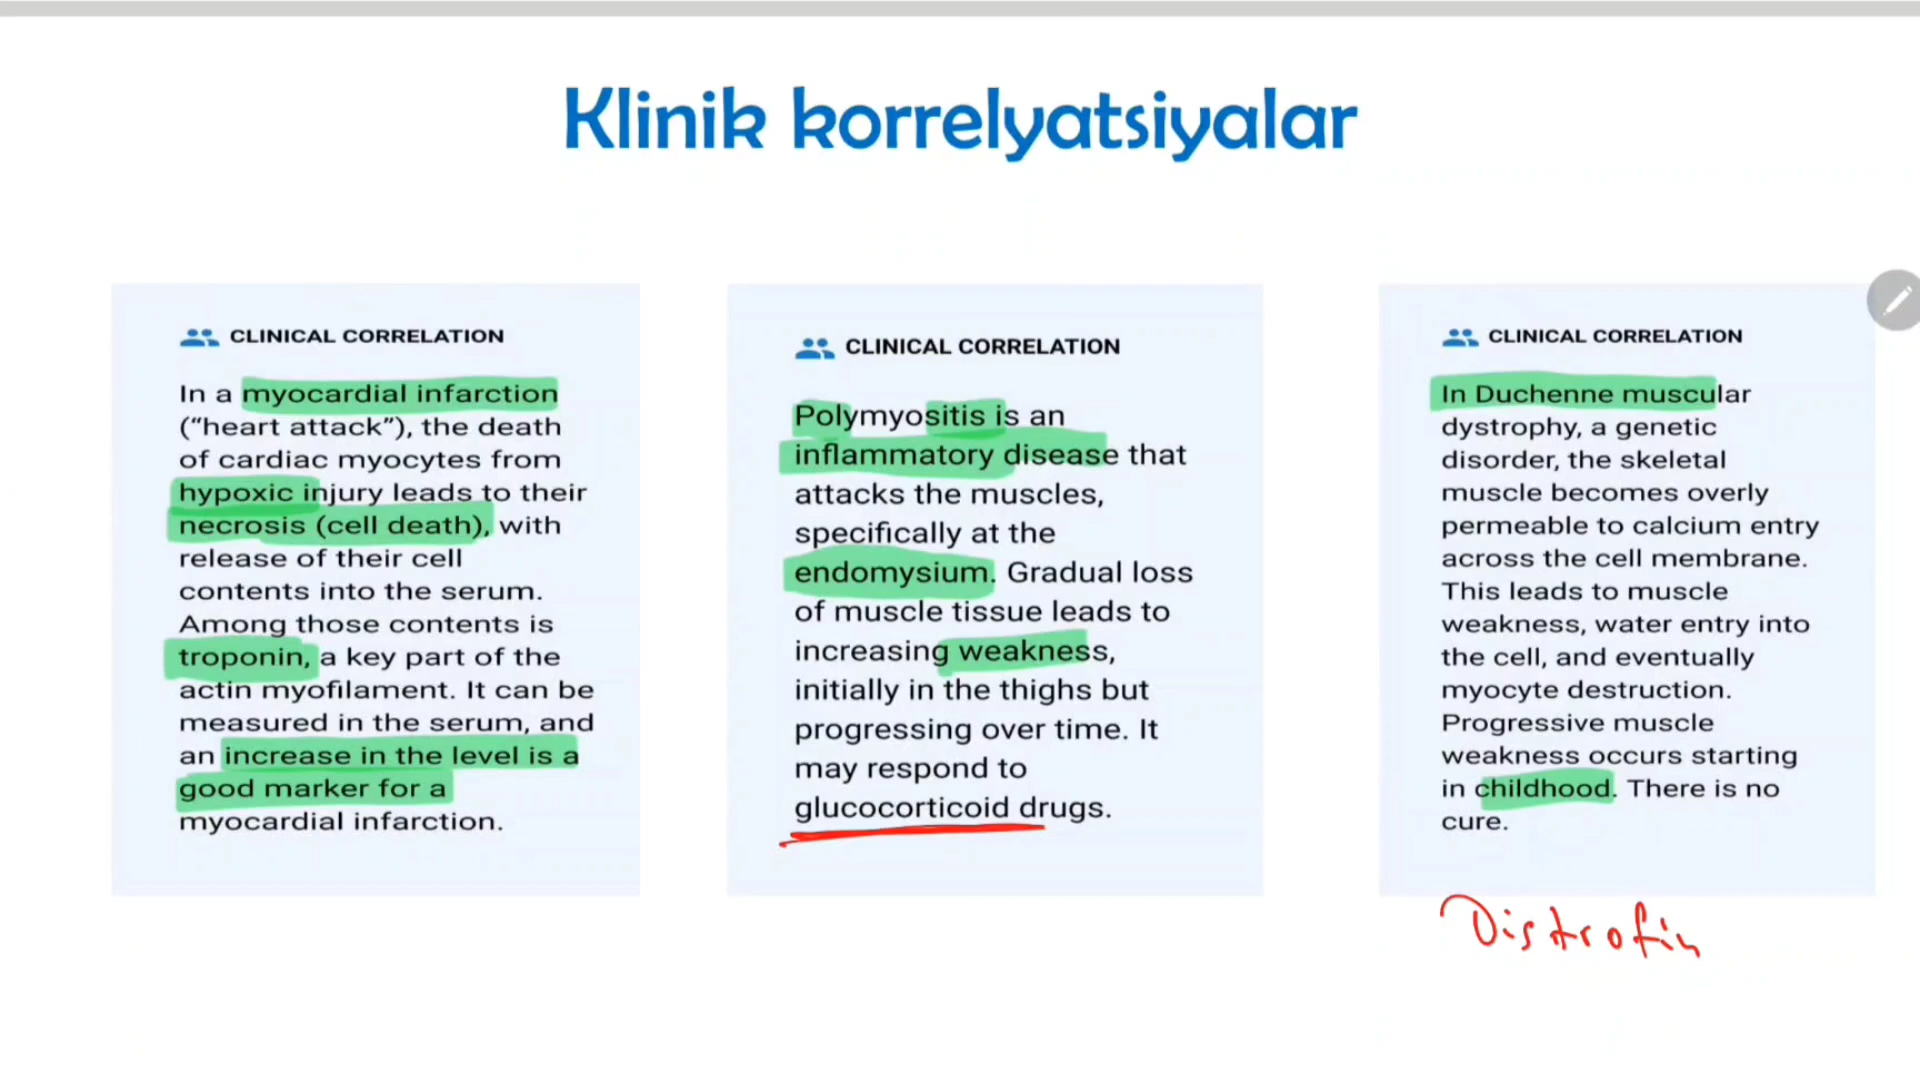 Klinik korrelyatsiyalar
CLINICAL CORRELATION
In a myocardial infarction
(“heart attack”), the death
of cardiac myocytes from
hypoxic injury leads to their
necrosis (cell death), with
release of their cell
contents into the serum.
Among those contents is
troponin, a key part of the
actin myofilament. It can be
measured in the serum, and
an increase in the level is a
good marker for a
myocardial infarction.
CLINICAL CORRELATION
Polymyositis is an
inflammatory disease that
attacks the muscles,
specifically at the
endomysium. Gradual loss
of muscle tissue leads to
increasing weakness,
initially in the thighs but
progressing over time. It
may respond to
glucocorticoid drugs.
CLINICAL CORRELATION
In Duchenne muscular
dystrophy, a genetic
disorder, the skeletal
muscle becomes overly
permeable to calcium entry
across the cell membrane.
This leads to muscle
weakness, water entry into
the cell, and eventually
myocyte destruction.
Progressive muscle
weakness occurs starting
in childhood. There is no
cure.
Distrofin